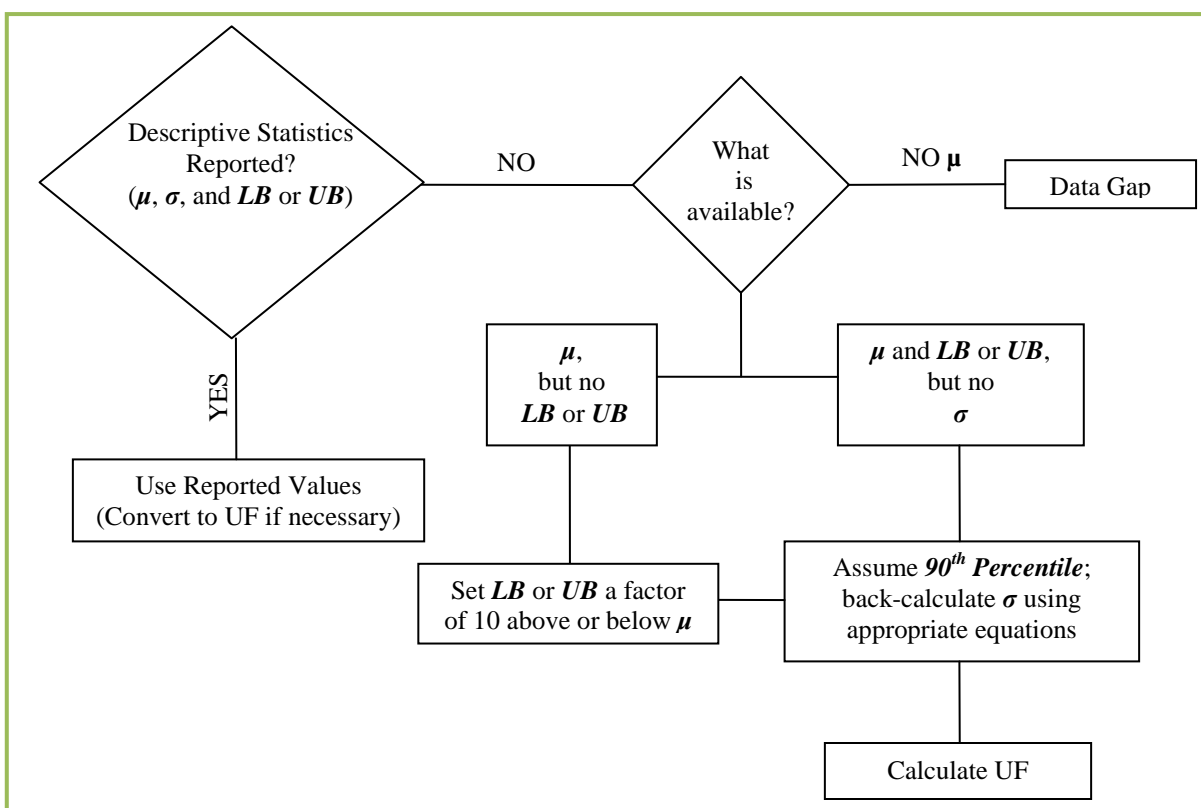 Descriptive Statistics
Reported?
(μ, σ, and LB or UB)
NO
What
is
available?
NO μ
Data Gap
YES
Use Reported Values
(Convert to UF if necessary)
μ,
but no
LB or UB
μ and LB or UB,
but no
σ
Set LB or UB a factor
of 10 above or below μ
Assume 90th Percentile;
back-calculate σ using
appropriate equations
Calculate UF